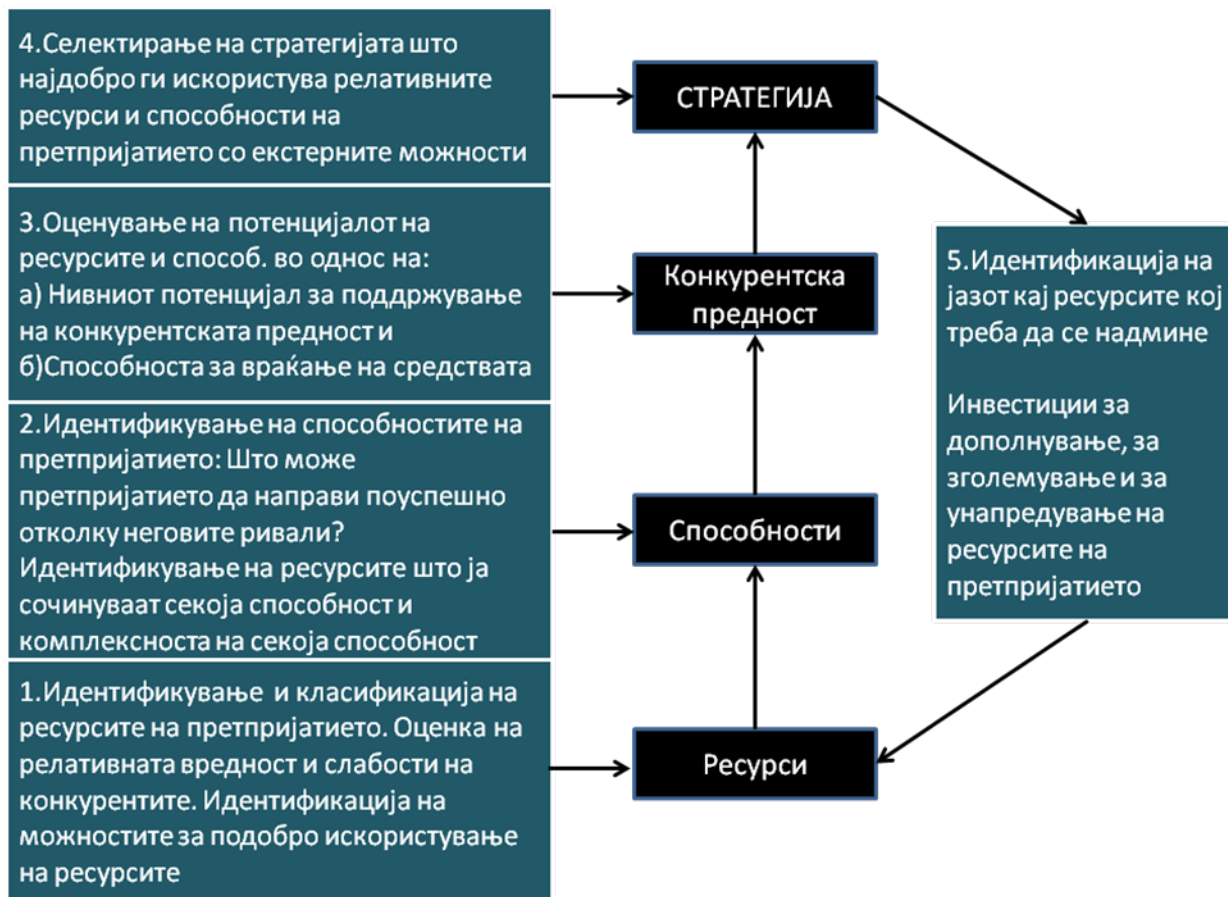 4.Селектирање на стратегијата што
најдобро ги искористува релативните
ресурси и способности на
претпријатието со екстерните можности
3.Оценување на потенцијалот на
ресурсите и способ. во однос на:
а) Нивниот потенцијал за поддржување
на конкурентската предност и
б)Способноста за враќање на средствата
2.Идентификување на способностите на
претпријатието: Што може
претпријатието да направи поуспешно
отколку неговите ривали?
Идентификување на ресурсите што ја
сочинуваат секоја способност и
комплексноста на секоја способност
1.Идентификување и класификација на
ресурсите на претпријатието. Оценка на
релативната вредност и слабости на
конкурентите. Идентификација на
можностите за подобро искористување
на ресурсите
СТРАТЕГИЈА
Конкурентска
предност
Способности
Ресурси
5.Идентификација на
јазот кај ресурсите кој
треба да се надмине
Инвестиции за
дополнување, за
зголемување и за
унапредување на
ресурсите на
претпријатието